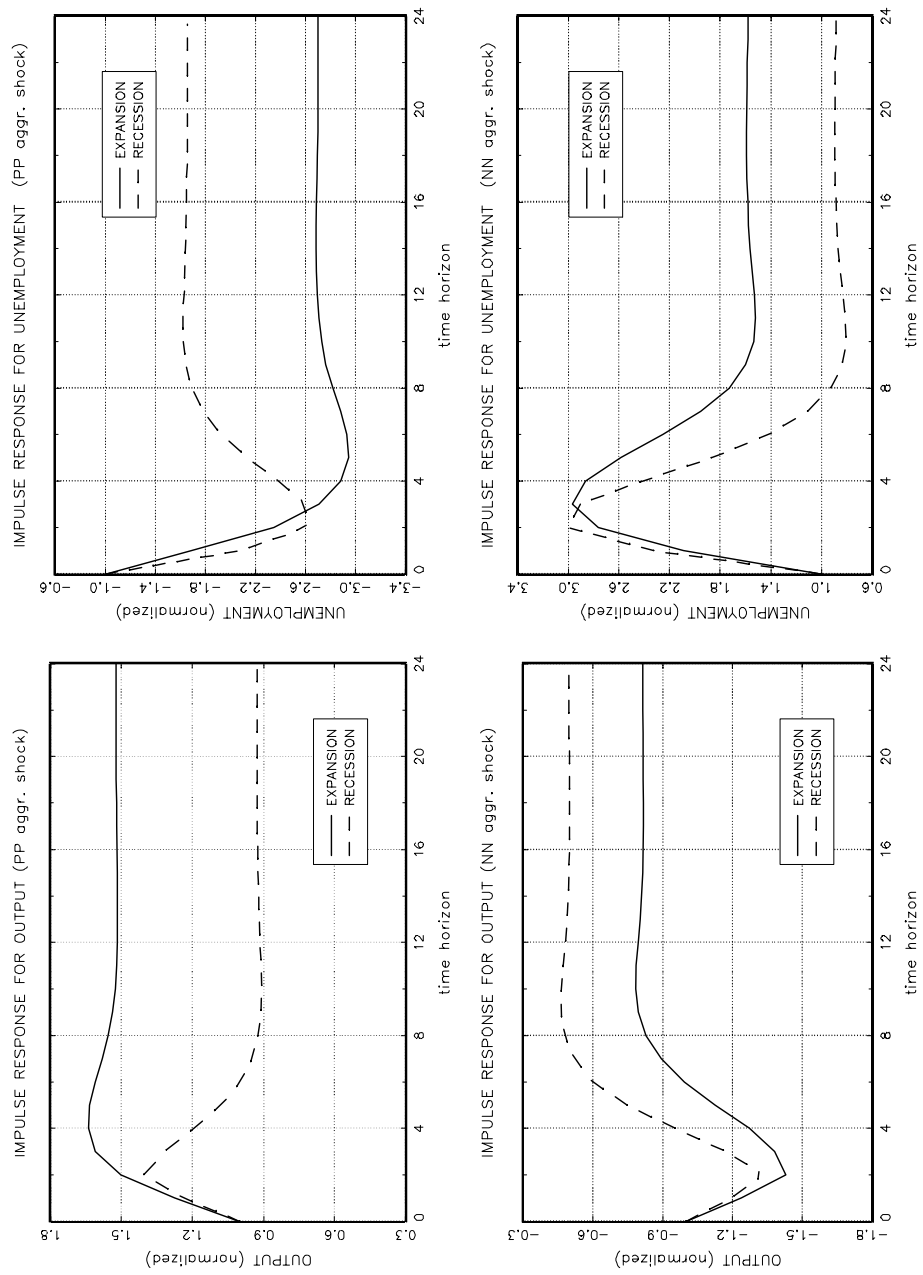 IMPULSE RESPONSE FOR OUTPUT (PP aggr. shock)
OUTPUT (normalized)
1.8
1.5
1.2
0.9
0.6
0.3
EXPANSION
RECESSION
0 4 8 12 16 20 24
time horizon
IMPULSE RESPONSE FOR UNEMPLOYMENT (PP aggr. shock)
UNEMPLOYMENT (normalized)
-0.6
-1.0
-1.4
-1.8
-2.2
-2.6
-3.0
-3.4
EXPANSION
RECESSION
0 4 8 12 16 20 24
time horizon
IMPULSE RESPONSE FOR OUTPUT (NN aggr. shock)
OUTPUT (normalized)
-0.3
-0.6
-0.9
-1.2
-1.5
-1.8
EXPANSION
RECESSION
0 4 8 12 16 20 24
time horizon
IMPULSE RESPONSE FOR UNEMPLOYMENT (NN aggr. shock)
UNEMPLOYMENT (normalized)
3.4
3.0
2.6
2.2
1.8
1.4
1.0
0.6
EXPANSION
RECESSION
0 4 8 12 16 20 24
time horizon